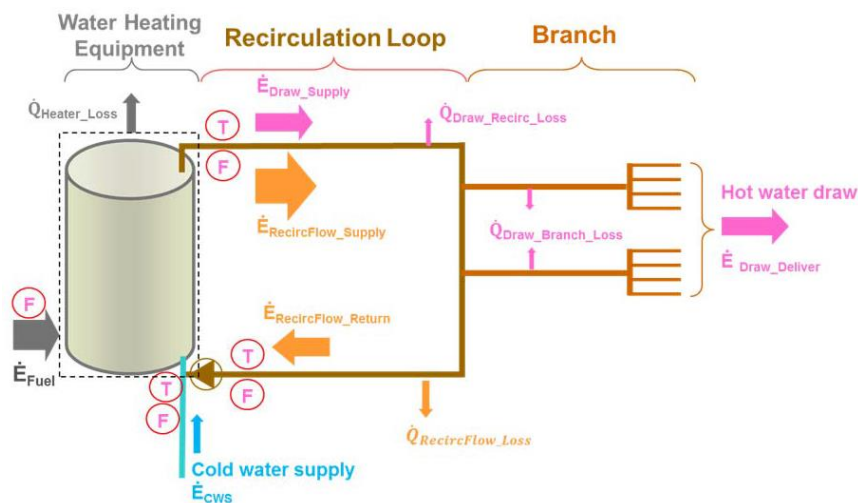 Water Heating
Equipment
Recirculation Loop
Branch
Q̇Heater_Loss
ĖDraw_Supply
Q̇Draw_Recirc_Loss
T
F
ĖRecircFlow_Supply
Hot water draw
Q̇Draw_Branch_Loss
Ė Draw_Deliver
F
ĖRecircFlow_Return
T
ĖFuel
T
F
F
Q̇RecircFlow_Loss
Cold water supply
ĖCWS